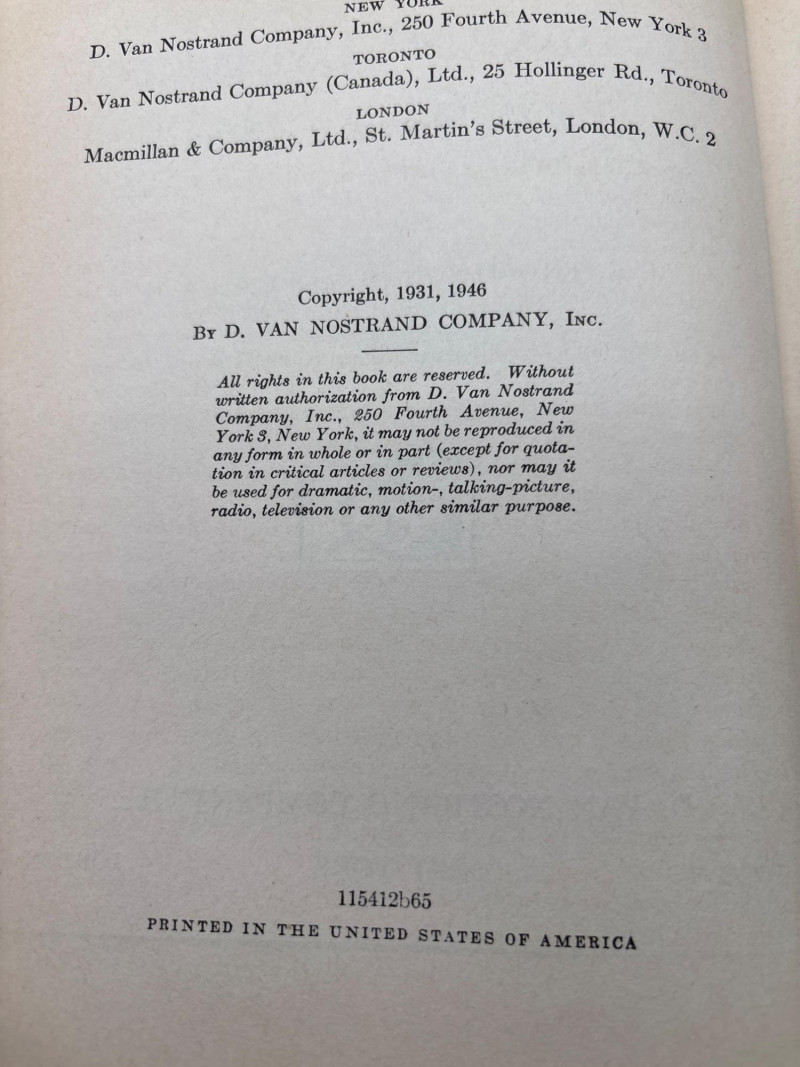 NEW YORK
D. Van Nostrand Company, Inc., 250 Fourth Avenue, New York 3
TORONTO
D. Van Nostrand Company (Canada), Ltd., 25 Hollinger Rd., Toronto
LONDON
Macmillan & Company, Ltd., St. Martin's Street, London, W.C. 2
Copyright, 1931, 1946
By D. VAN NOSTRAND COMPANY, Inc.
All rights in this book are reserved. Without
written authorization from D. Van Nostrand
Company, Inc., 250 Fourth Avenue, New
York 3, New York, it may not be reproduced in
any form in whole or in part (except for quota-
tion in critical articles or reviews), nor may it
be used for dramatic, motion-, talking-picture,
radio, television or any other similar purpose.
115412b65
PRINTED IN THE UNITED STATES OF AMERICA